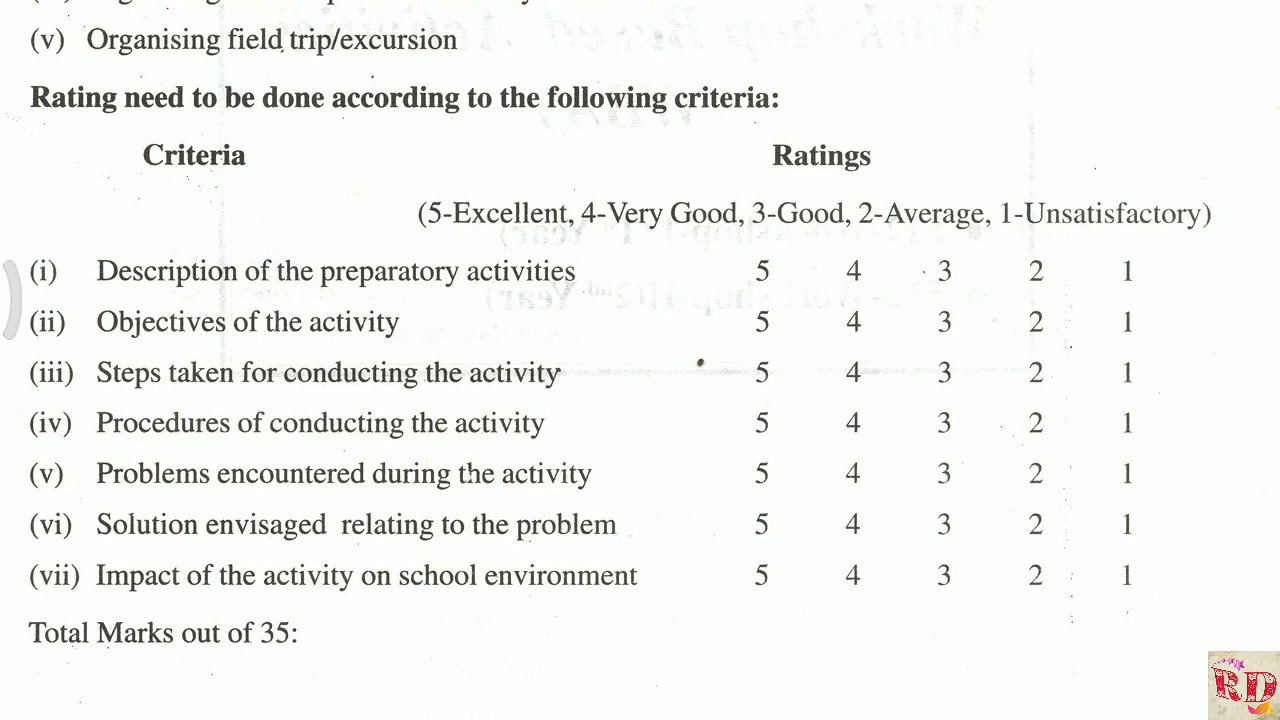 (v) Organising field trip/excursion
Rating need to be done according to the following criteria:
Criteria Ratings
(5-Excellent, 4-Very Good, 3-Good, 2-Average, 1-Unsatisfactory)
(i) Description of the preparatory activities 5 4 3 2 1
(ii) Objectives of the activity 5 4 3 2 1
(iii) Steps taken for conducting the activity 5 4 3 2 1
(iv) Procedures of conducting the activity 5 4 3 2 1
(v) Problems encountered during the activity 5 4 3 2 1
(vi) Solution envisaged relating to the problem 5 4 3 2 1
(vii) Impact of the activity on school environment 5 4 3 2 1
Total Marks out of 35:
RD